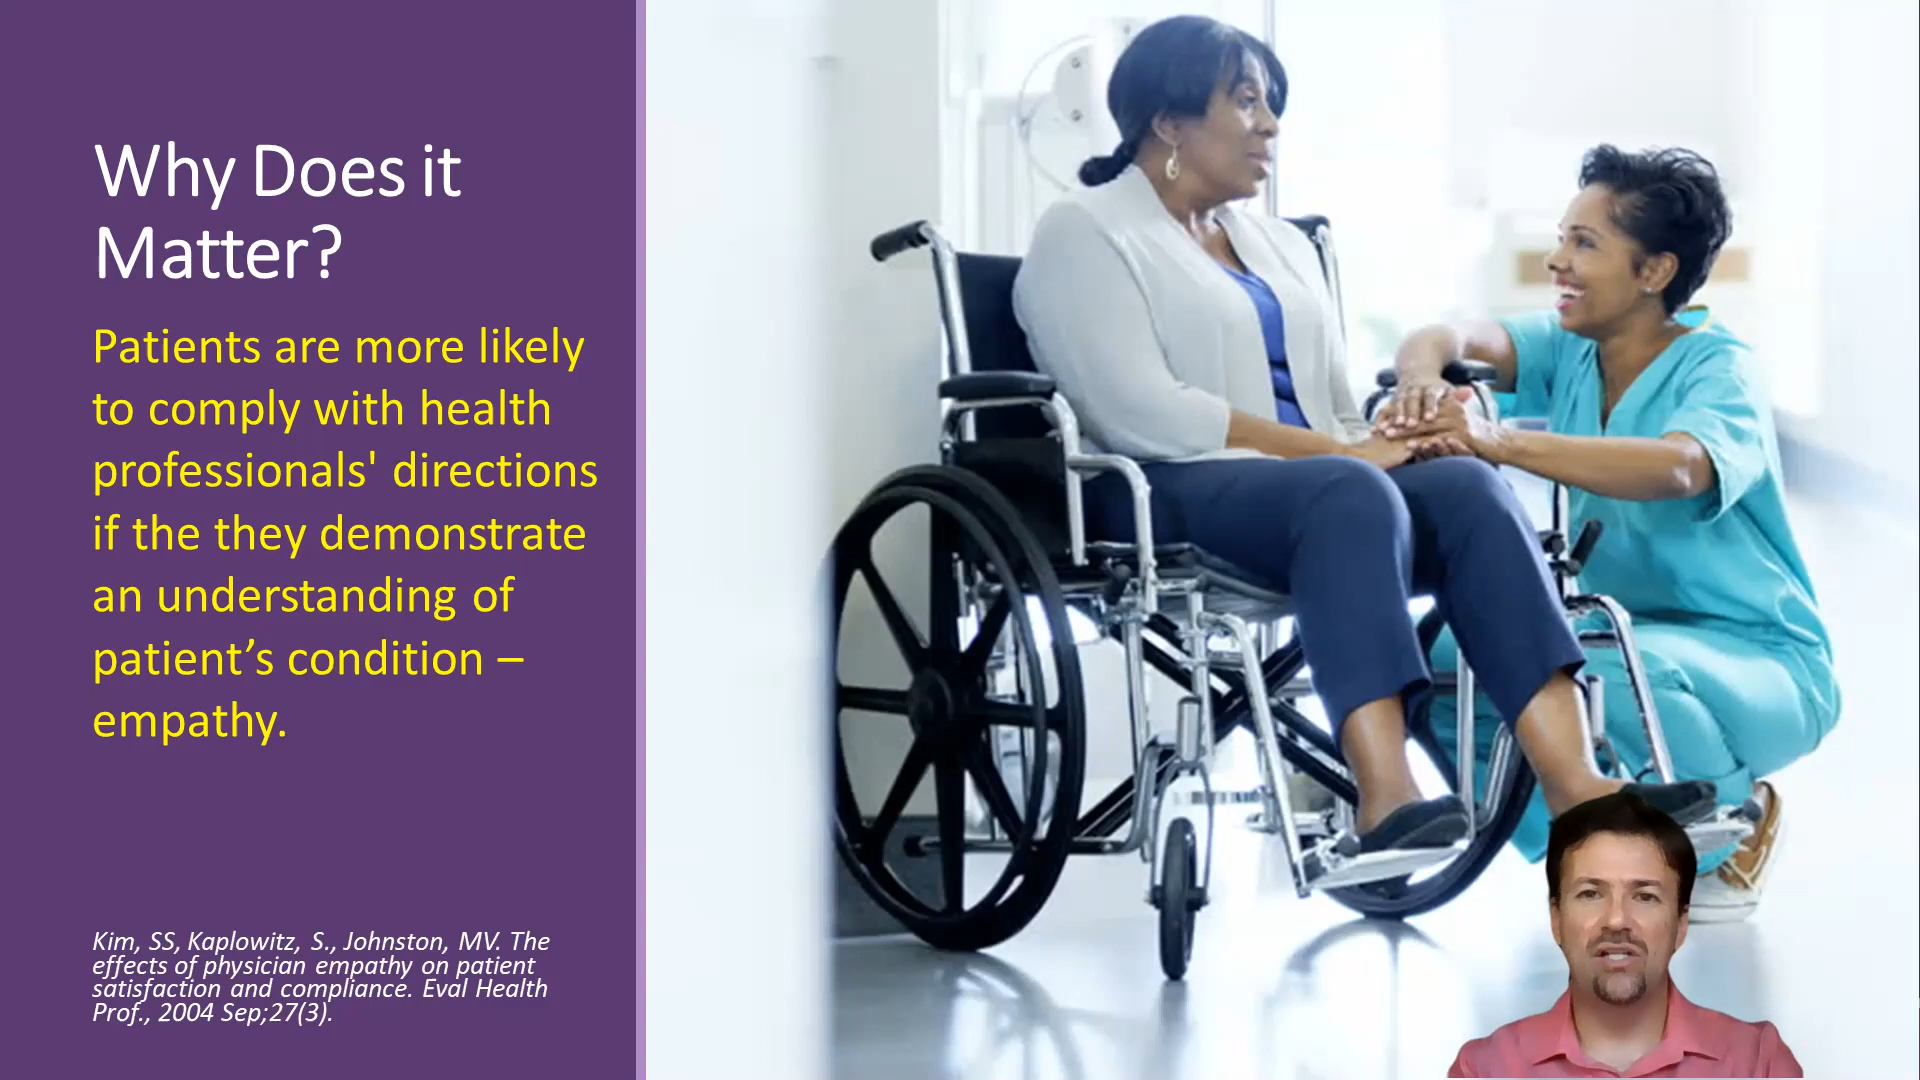 Why Does it
Matter?
Patients are more likely
to comply with health
professionals' directions
if the they demonstrate
an understanding of
patient’s condition –
empathy.
Kim, SS, Kaplowitz, S., Johnston, MV. The
effects of physician empathy on patient
satisfaction and compliance. Eval Health
Prof., 2004 Sep;27(3).